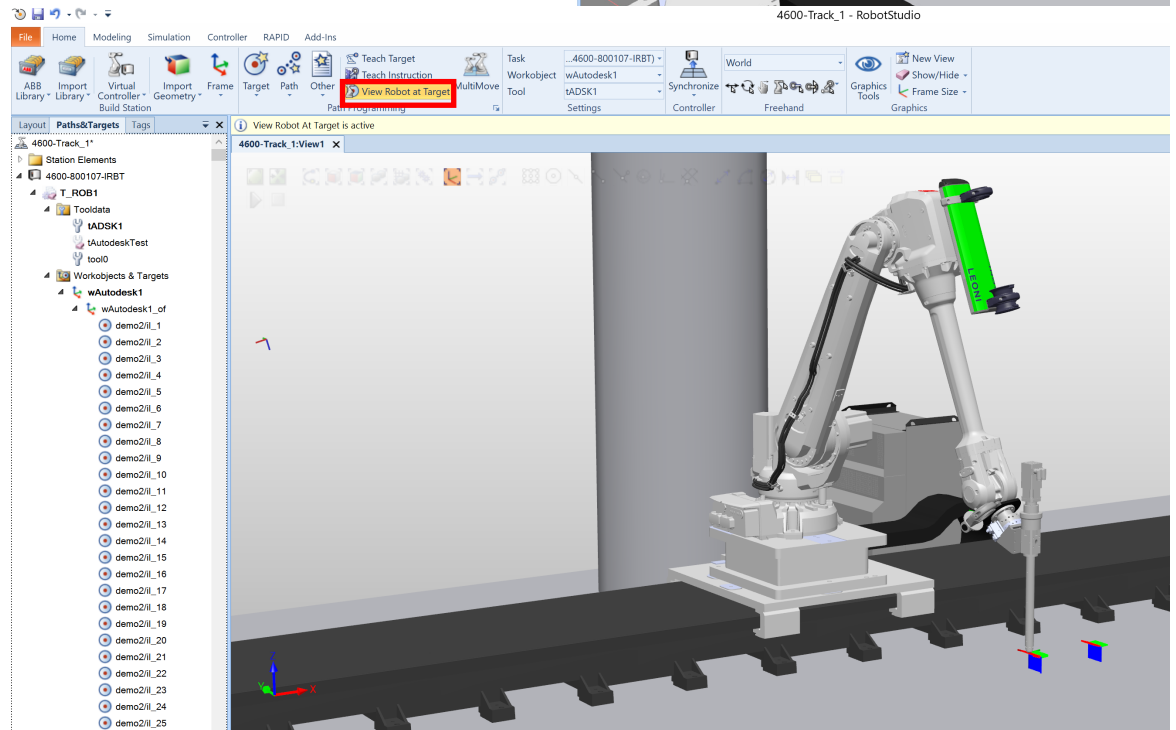 4600-Track_1 - RobotStudio
File Home Modeling Simulation Controller RAPID Add-Ins
ABB Library
Import Library
Virtual Controller
Import Geometry
Frame
Build Station
Target
Path
Other
Teach Target
Teach Instruction
View Robot at Target
MultiMove
Path Programming
Task ...4600-800107-IRBT)
Workobject wAutodesk1
Tool tADSK1
Settings
Synchronize
Controller
World
Freehand
Graphics Tools
New View
Show/Hide
Frame Size
Graphics
Layout Paths&Targets Tags
View Robot At Target is active
4600-Track_1:View1
4600-Track_1*
Station Elements
4600-800107-IRBT
T_ROB1
Tooldata
tADSK1
tAutodeskTest
tool0
Workobjects & Targets
wAutodesk1
wAutodesk1_of
demo2/il_1
demo2/il_2
demo2/il_3
demo2/il_4
demo2/il_5
demo2/il_6
demo2/il_7
demo2/il_8
demo2/il_9
demo2/il_10
demo2/il_11
demo2/il_12
demo2/il_13
demo2/il_14
demo2/il_15
demo2/il_16
demo2/il_17
demo2/il_18
demo2/il_19
demo2/il_20
demo2/il_21
demo2/il_22
demo2/il_23
demo2/il_24
demo2/il_25
LEONI
Z
Y
X